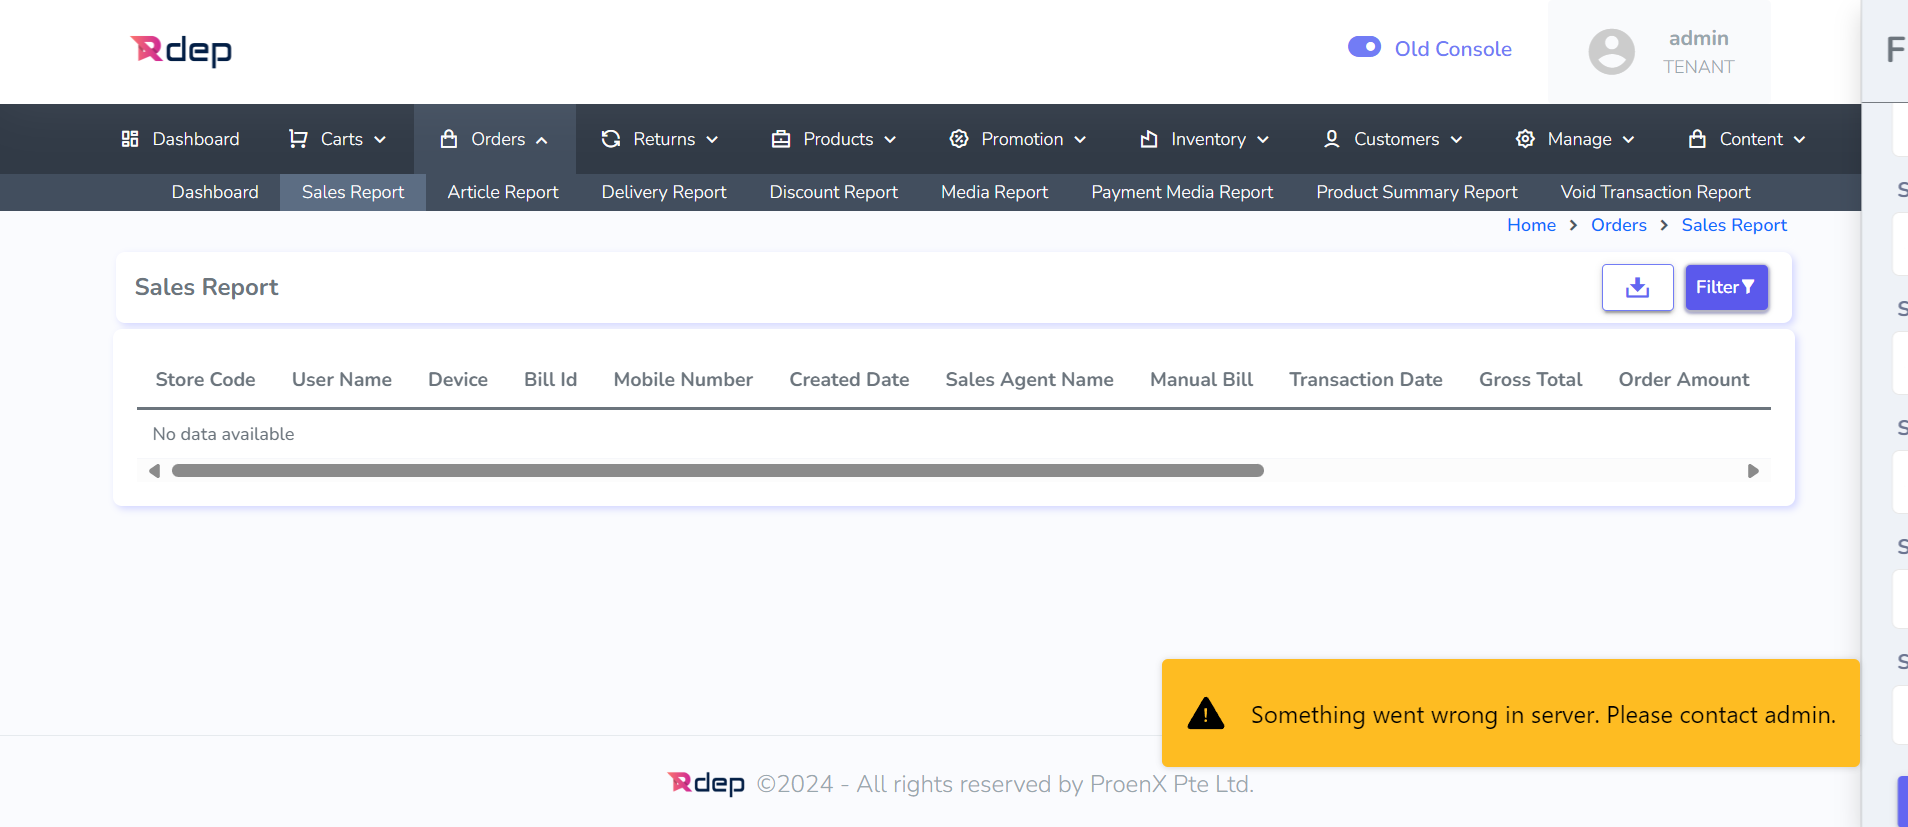 Rdep
Old Console
admin
TENANT
F
Dashboard Carts Orders Returns Products Promotion Inventory Customers Manage Content
Dashboard Sales Report Article Report Delivery Report Discount Report Media Report Payment Media Report Product Summary Report Void Transaction Report
Home > Orders > Sales Report
Sales Report
Filter
Store Code User Name Device Bill Id Mobile Number Created Date Sales Agent Name Manual Bill Transaction Date Gross Total Order Amount
No data available
S
S
S
S
S
Something went wrong in server. Please contact admin.
Rdep ©2024 - All rights reserved by ProenX Pte Ltd.